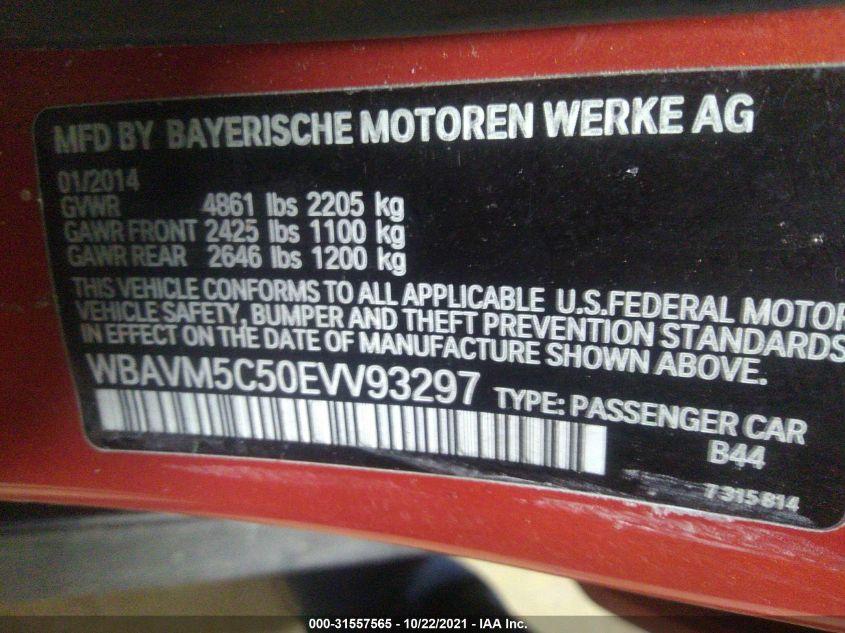 MFD BY BAYERISCHE MOTOREN WERKE AG
01/2014
GVWR 4861 lbs 2205 kg
GAWR FRONT 2425 lbs 1100 kg
GAWR REAR 2646 lbs 1200 kg
THIS VEHICLE CONFORMS TO ALL APPLICABLE U.S.FEDERAL MOTOR
VEHICLE SAFETY, BUMPER AND THEFT PREVENTION STANDARDS
IN EFFECT ON THE DATE OF MANUFACTURE SHOWN ABOVE.
WBAVM5C50EVV93297 TYPE: PASSENGER CAR
B44
7 315 814
000-31557565 - 10/22/2021 - IAA Inc.